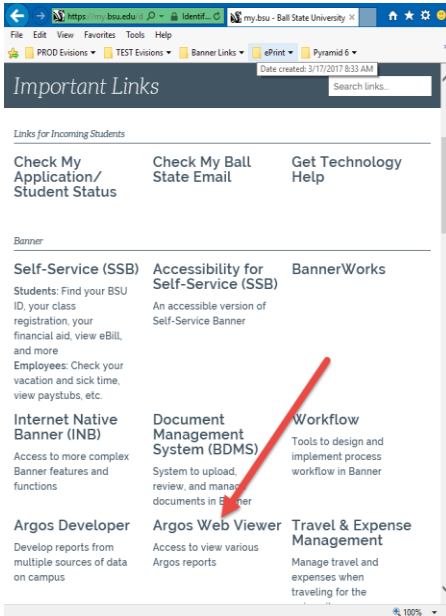 https://my.bsu.edu/ Identif... my.bsu - Ball State University
File Edit View Favorites Tools Help
PROD Evisions TEST Evisions Banner Links ePrint Pyramid 6
Date created: 3/17/2017 8:33 AM
Important Links
Search links...
Links for Incoming Students
Check My
Application/
Student Status
Check My Ball
State Email
Get Technology
Help
Banner
Self-Service (SSB)
Students: Find your BSU
ID, your class
registration, your
financial aid, view eBill,
and more
Employees: Check your
vacation and sick time,
view paystubs, etc.
Accessibility for
Self-Service (SSB)
An accessible version of
Self-Service Banner
BannerWorks
Internet Native
Banner (INB)
Access to more complex
Banner features and
functions
Document
Management
System (BDMS)
System to upload,
review, and manage
documents in Banner
Workflow
Tools to design and
implement process
workflow in Banner
Argos Developer
Develop reports from
multiple sources of data
on campus
Argos Web Viewer
Access to view various
Argos reports
Travel & Expense
Management
Manage travel and
expenses when
traveling for the
100%